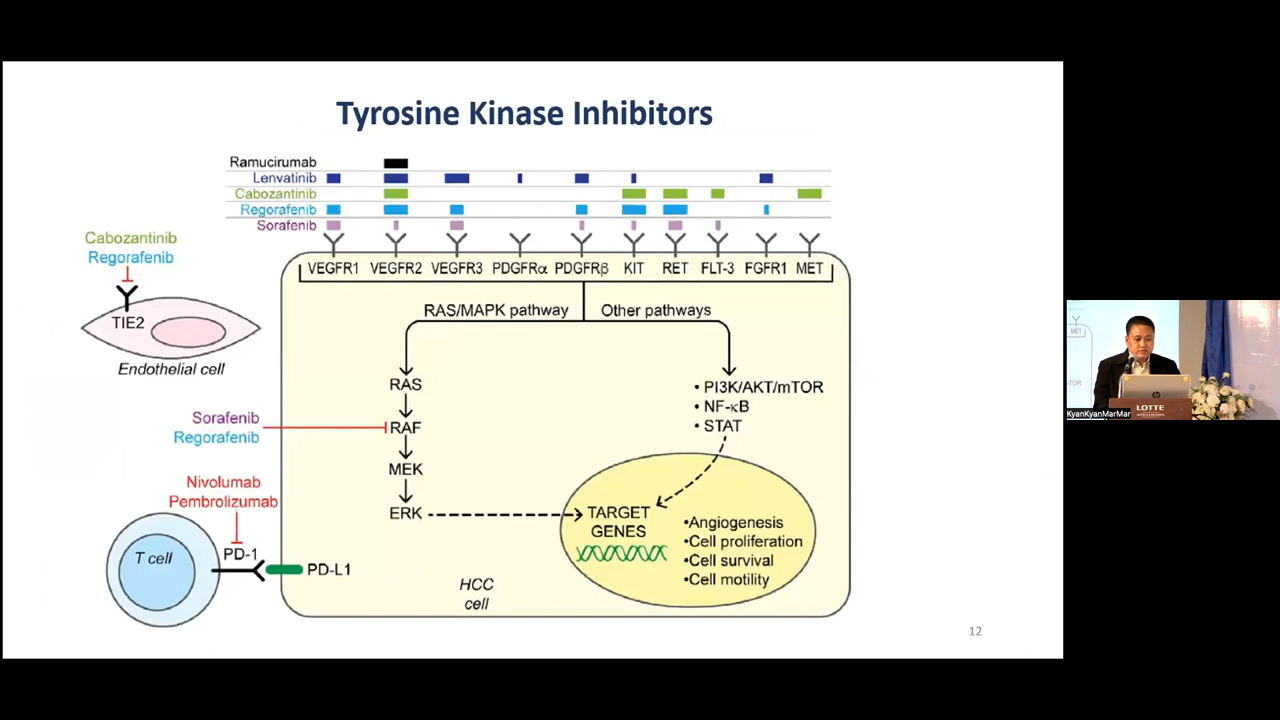 Tyrosine Kinase Inhibitors
Ramucirumab
Lenvatinib
Cabozantinib
Regorafenib
Sorafenib
Cabozantinib
Regorafenib
VEGFR1 VEGFR2 VEGFR3 PDGFRα PDGFRβ KIT RET FLT-3 FGFR1 MET
TIE2
Endothelial cell
RAS/MAPK pathway
Other pathways
RAS
RAF
MEK
ERK
• PI3K/AKT/mTOR
• NF-κB
• STAT
Sorafenib
Regorafenib
Nivolumab
Pembrolizumab
T cell
PD-1
PD-L1
TARGET
GENES
•Angiogenesis
•Cell proliferation
•Cell survival
•Cell motility
HCC
cell
12
MET
LOTTE
KyanKyanMarMar